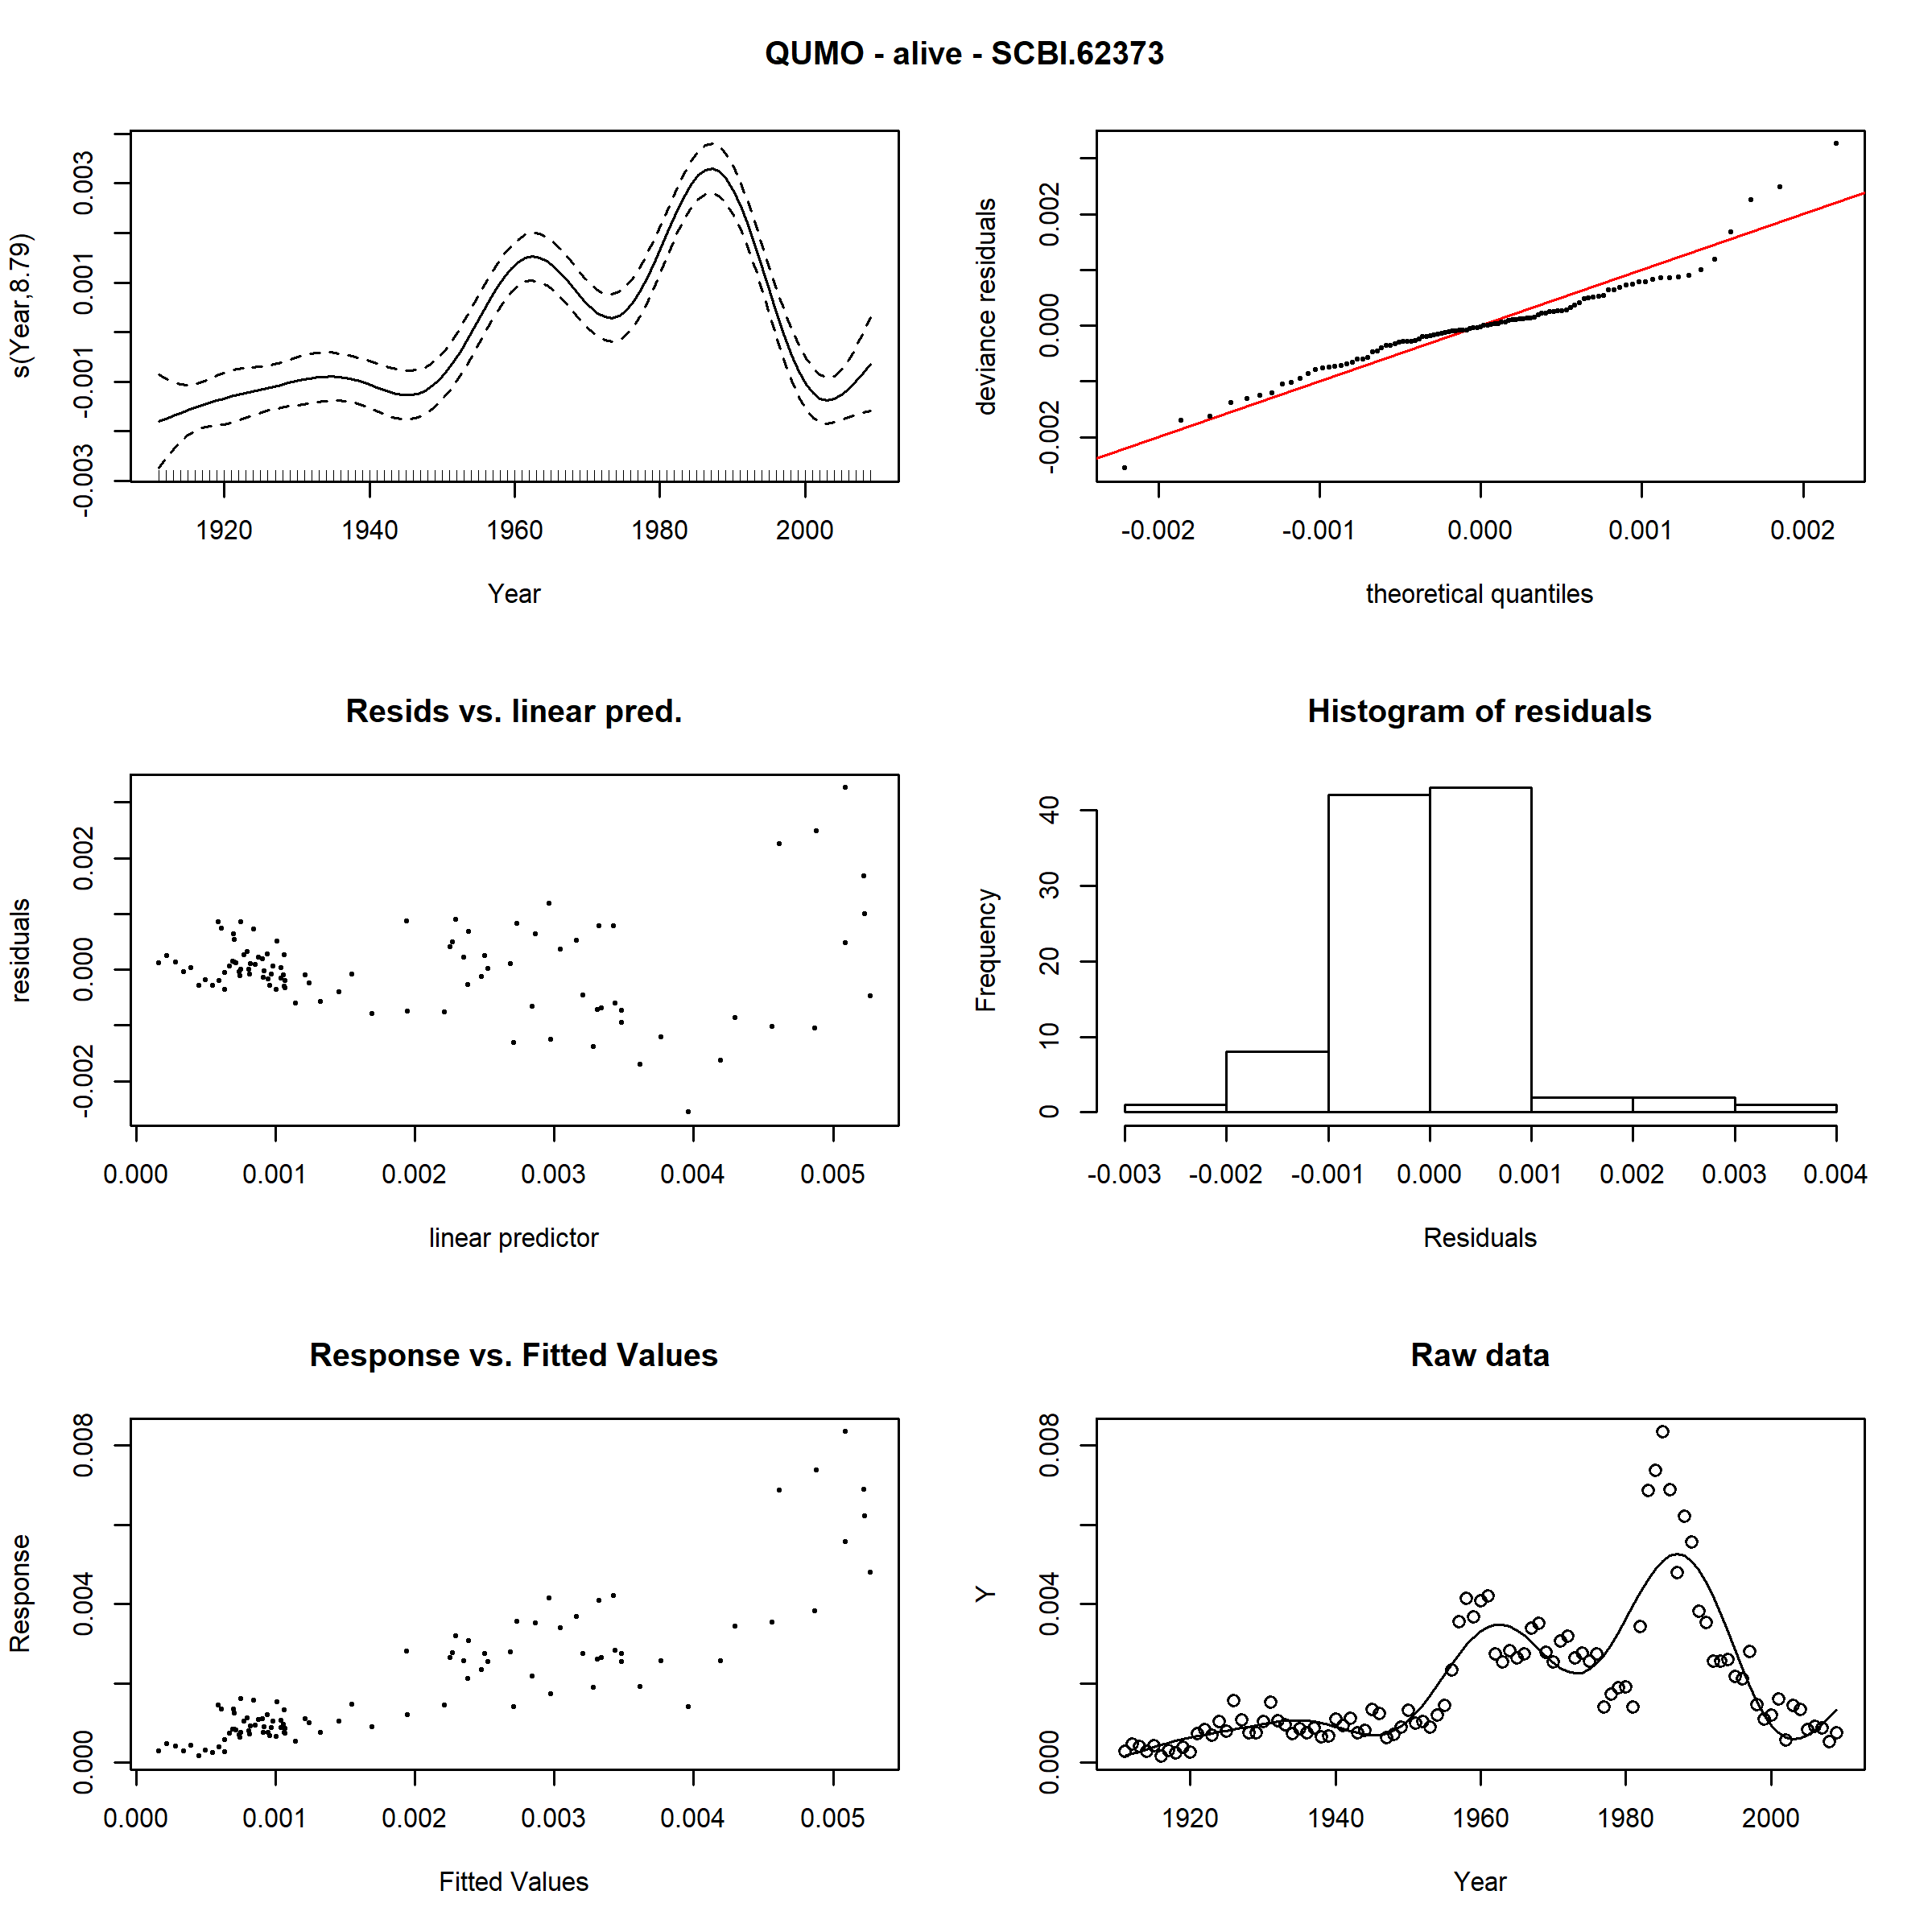 QUMO - alive - SCBI.62373
s(Year,8.79)
-0.003 -0.001 0.001 0.003
1920 1940 1960 1980 2000
Year
deviance residuals
-0.002 0.000 0.002
-0.002 -0.001 0.000 0.001 0.002
theoretical quantiles
Resids vs. linear pred.
residuals
-0.002 0.000 0.002
0.000 0.001 0.002 0.003 0.004 0.005
linear predictor
Histogram of residuals
Frequency
0 10 20 30 40
-0.003 -0.002 -0.001 0.000 0.001 0.002 0.003 0.004
Residuals
Response vs. Fitted Values
Response
0.000 0.004 0.008
0.000 0.001 0.002 0.003 0.004 0.005
Fitted Values
Raw data
Y
0.000 0.004 0.008
1920 1940 1960 1980 2000
Year